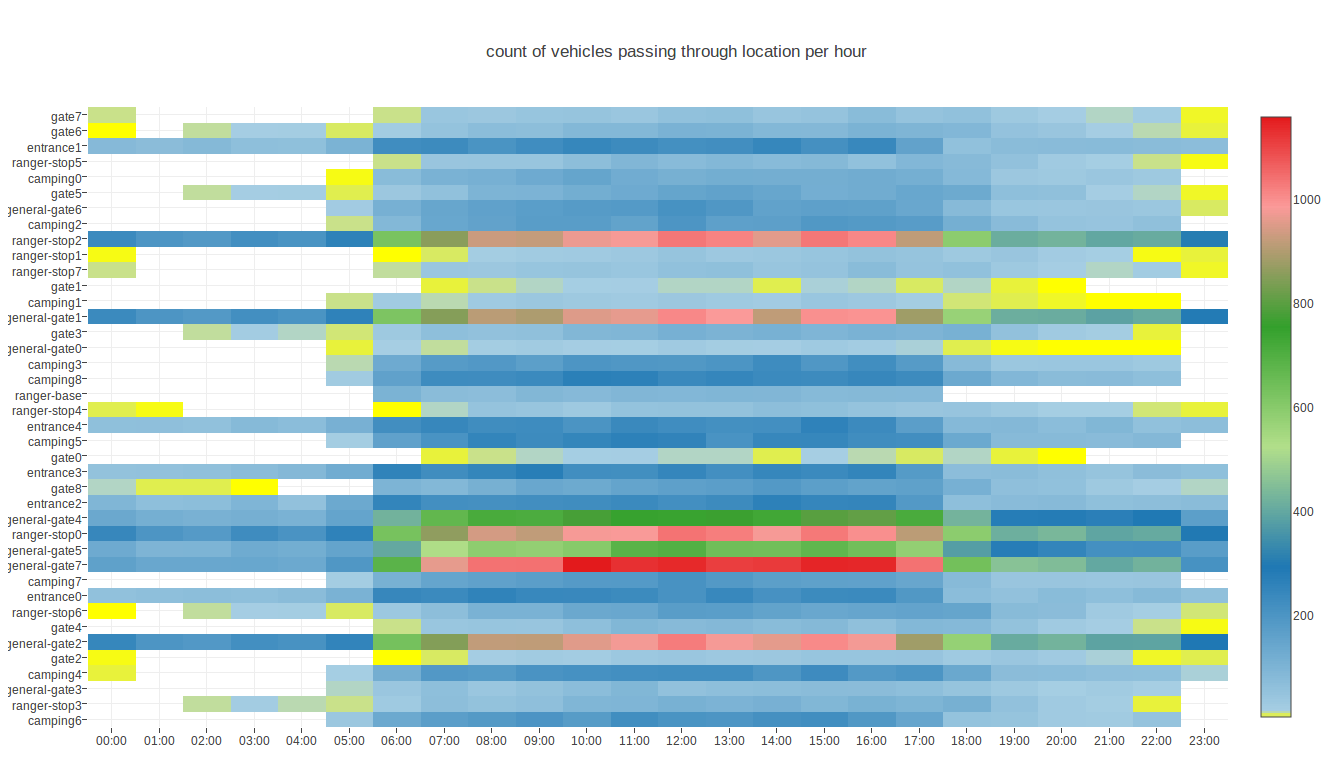 count of vehicles passing through location per hour
gate7
gate6
entrance1
ranger-stop5
camping0
gate5
general-gate6
camping2
ranger-stop2
ranger-stop1
ranger-stop7
gate1
camping1
general-gate1
gate3
general-gate0
camping3
camping8
ranger-base
ranger-stop4
entrance4
camping5
gate0
entrance3
gate8
entrance2
general-gate4
ranger-stop0
general-gate5
general-gate7
camping7
entrance0
ranger-stop6
gate4
general-gate2
gate2
camping4
general-gate3
ranger-stop3
camping6
00:00 01:00 02:00 03:00 04:00 05:00 06:00 07:00 08:00 09:00 10:00 11:00 12:00 13:00 14:00 15:00 16:00 17:00 18:00 19:00 20:00 21:00 22:00 23:00
1000
800
600
400
200